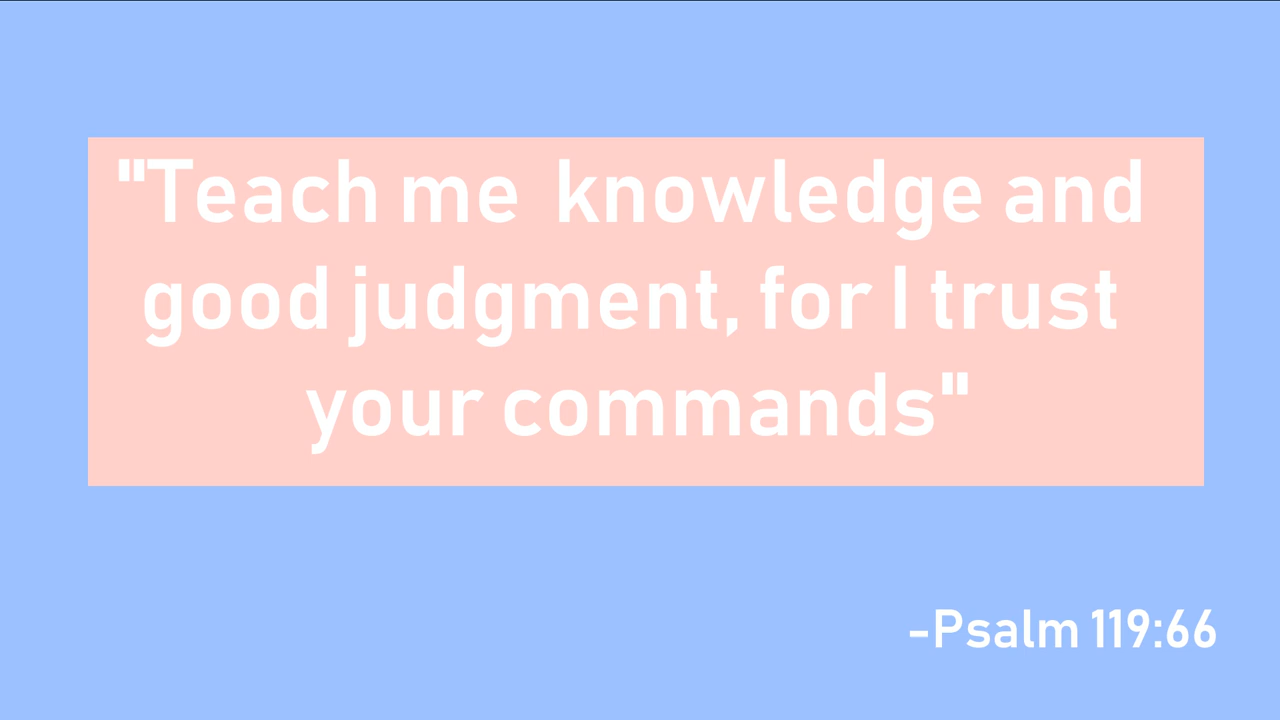 "Teach me  knowledge and
good judgment, for I trust
your commands"
-Psalm 119:66